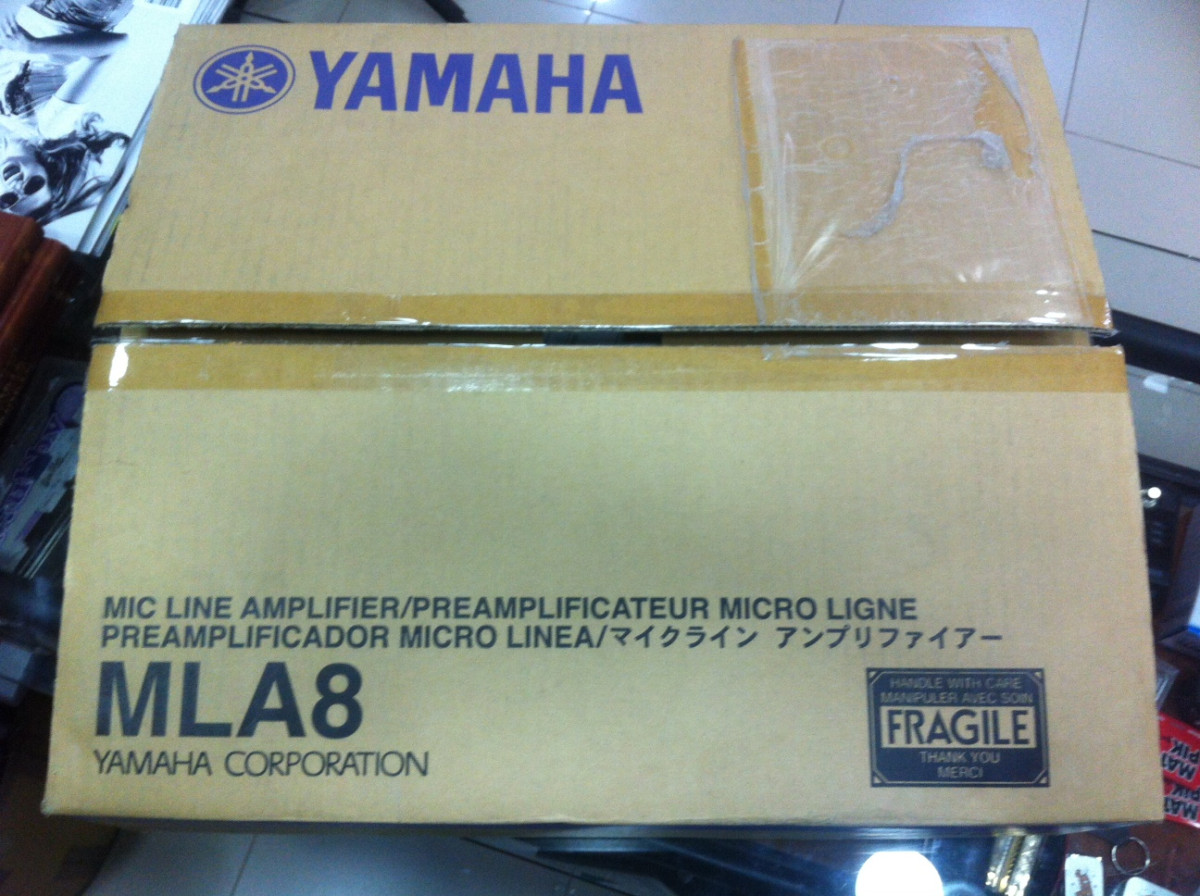 YAMAHA
MIC LINE AMPLIFIER/PREAMPLIFICATEUR MICRO LIGNE
PREAMPLIFICADOR MICRO LINEA/マイクライン アンプリファイアー
MLA8
YAMAHA CORPORATION
HANDLE WITH CARE
MANIPULER AVEC SOIN
FRAGILE
THANK YOU
MERCI